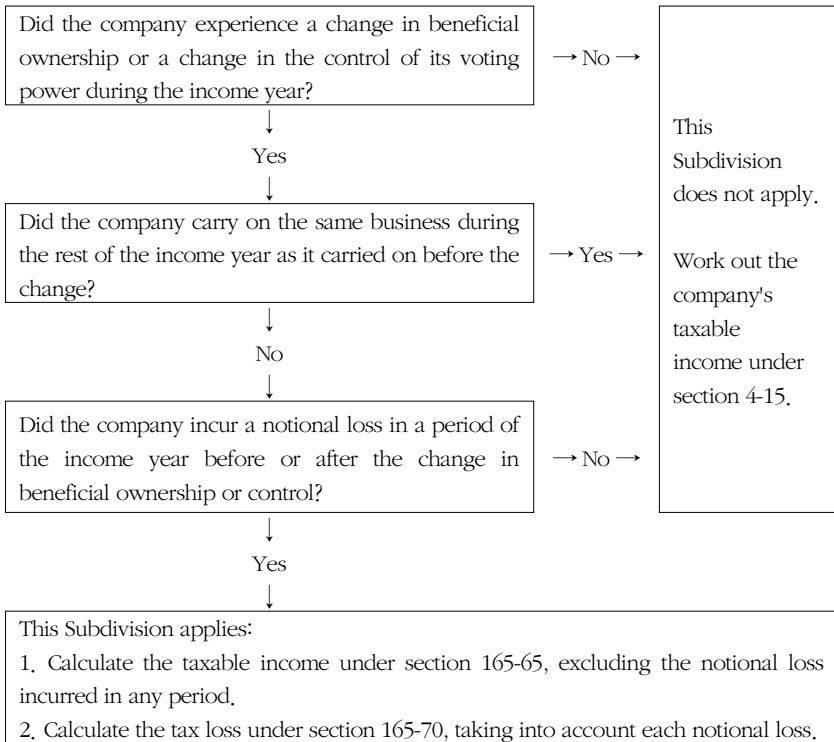 Did the company experience a change in beneficial
ownership or a change in the control of its voting
power during the income year?
→ No →
↓
Yes
↓
Did the company carry on the same business during
the rest of the income year as it carried on before the
change?
→ Yes →
↓
No
↓
Did the company incur a notional loss in a period of
the income year before or after the change in
beneficial ownership or control?
→ No →
This
Subdivision
does not apply.
Work out the
company's
taxable
income under
section 4-15.
↓
Yes
↓
This Subdivision applies:
1. Calculate the taxable income under section 165-65, excluding the notional loss
incurred in any period.
2. Calculate the tax loss under section 165-70, taking into account each notional loss.